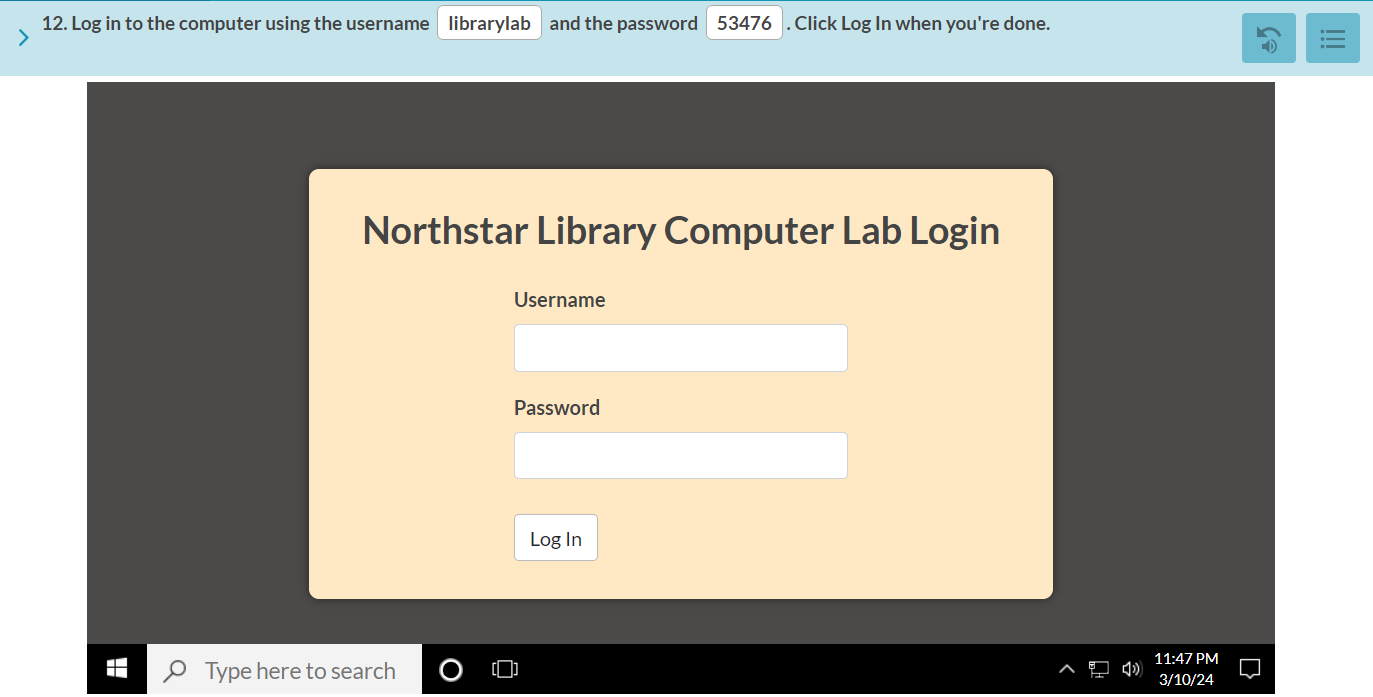 12. Log in to the computer using the username librarylab and the password 53476 . Click Log In when you're done.
Northstar Library Computer Lab Login
Username
Password
Log In
Type here to search
11:47 PM
3/10/24